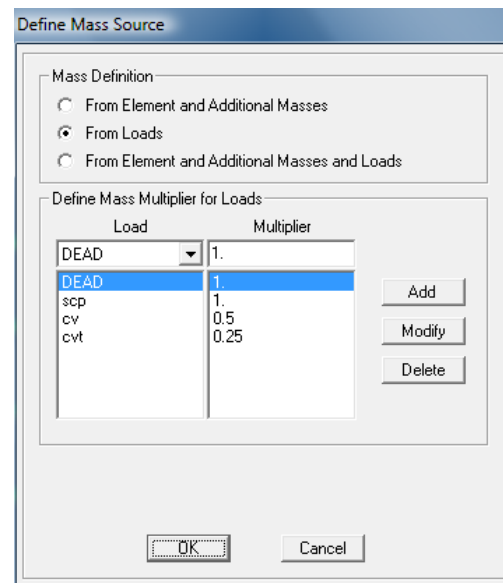 Define Mass Source
Mass Definition
From Element and Additional Masses
From Loads
From Element and Additional Masses and Loads
Define Mass Multiplier for Loads
Load Multiplier
DEAD 1.
DEAD 1.
scp 1.
cv 0.5
cvt 0.25
Add
Modify
Delete
OK Cancel